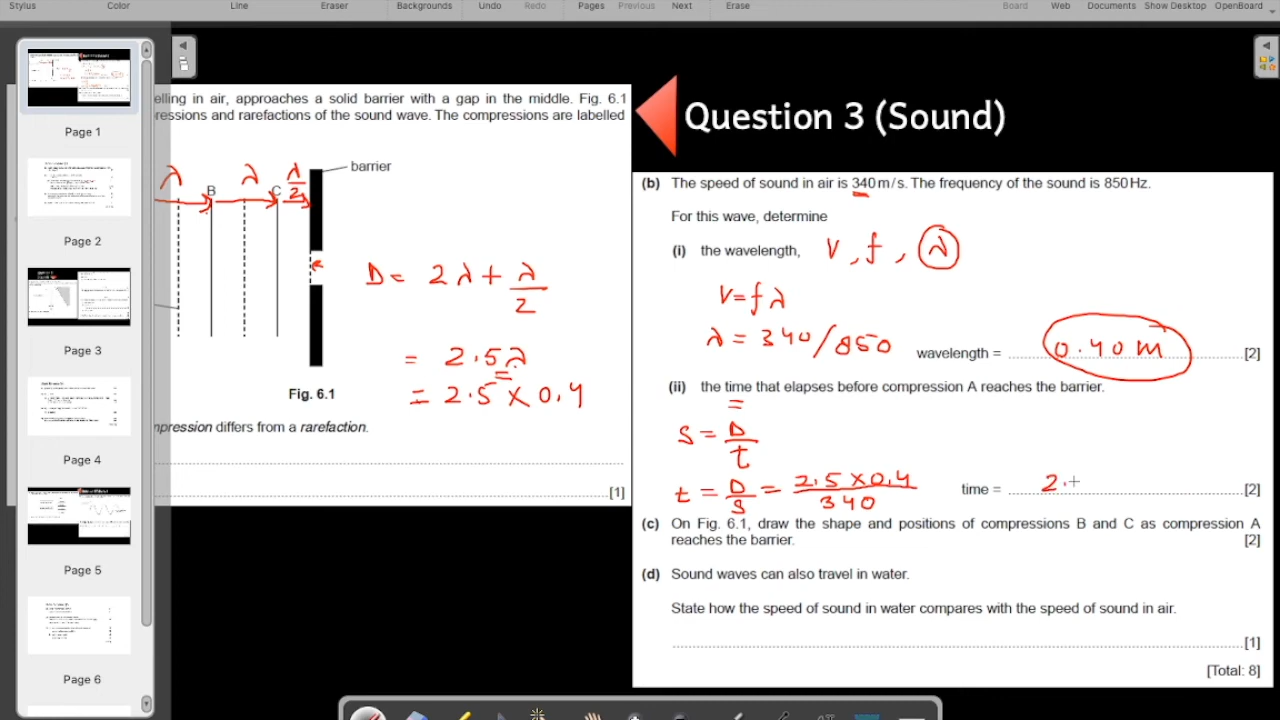 Stylus Color Line Eraser Backgrounds Undo Redo Pages Previous Next Erase Board Web Documents Show Desktop OpenBoard
Page 1
Page 2
Page 3
Page 4
Page 5
Page 6
elling in air, approaches a solid barrier with a gap in the middle. Fig. 6.1
ressions and rarefactions of the sound wave. The compressions are labelled
barrier
λ λ λ/2
B C
D = 2λ + λ/2
= 2.5λ
= 2.5 × 0.4
Fig. 6.1
mpression differs from a rarefaction.
[1]
Question 3 (Sound)
(b) The speed of sound in air is 340 m/s. The frequency of the sound is 850 Hz.
For this wave, determine
(i) the wavelength, V, f, λ
V = fλ
λ = 340/850
wavelength = 0.40 m [2]
(ii) the time that elapses before compression A reaches the barrier.
S = D/t
t = D/S = 2.5 × 0.4/340
time = 2. [2]
(c) On Fig. 6.1, draw the shape and positions of compressions B and C as compression A
reaches the barrier. [2]
(d) Sound waves can also travel in water.
State how the speed of sound in water compares with the speed of sound in air.
[1]
[Total: 8]